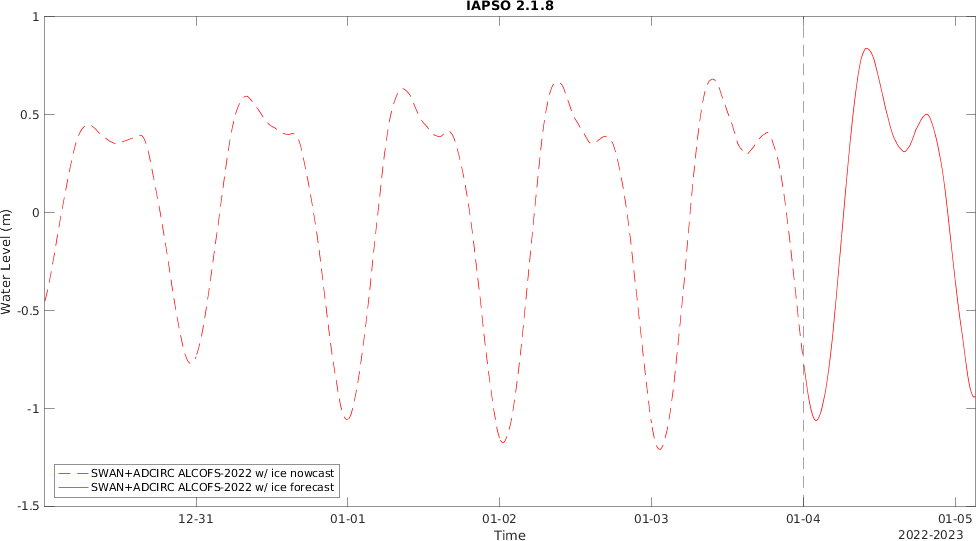 IAPSO 2.1.8
1
0.5
0
-0.5
-1
-1.5
Water Level (m)
SWAN+ADCIRC ALCOFS-2022 w/ ice nowcast
SWAN+ADCIRC ALCOFS-2022 w/ ice forecast
12-31
01-01
01-02
01-03
01-04
01-05
Time
2022-2023